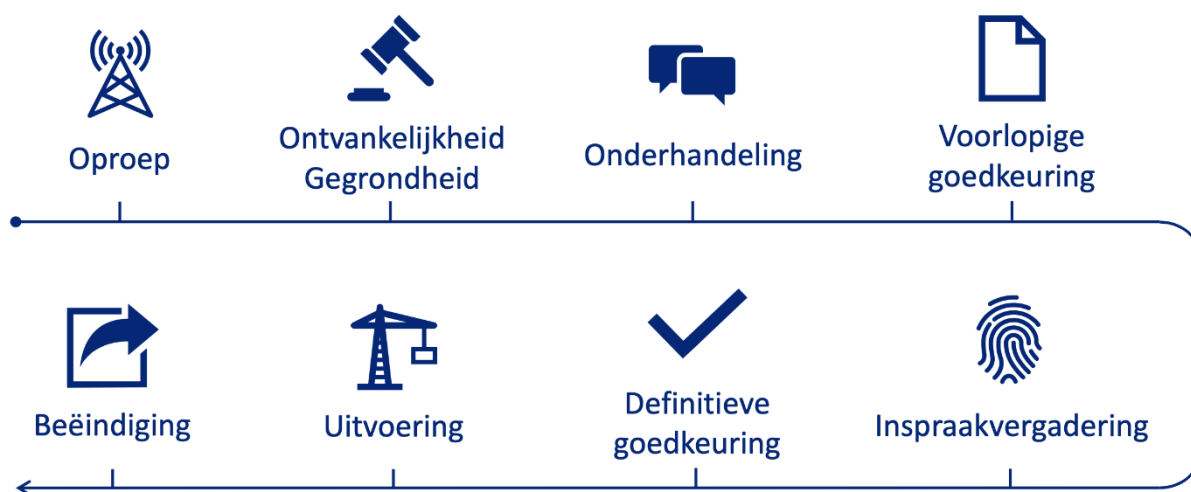 Oproep
Ontvankelijkheid
Gegrondheid
Onderhandeling
Voorlopige
goedkeuring
Inspraakvergadering
Definitieve
goedkeuring
Uitvoering
Beëindiging